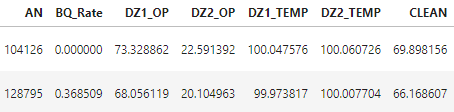 AN BQ_Rate DZ1_OP DZ2_OP DZ1_TEMP DZ2_TEMP CLEAN
104126 0.000000 73.328862 22.591392 100.047576 100.060726 69.898156
128795 0.368509 68.056119 20.104963 99.973817 100.007704 66.168607